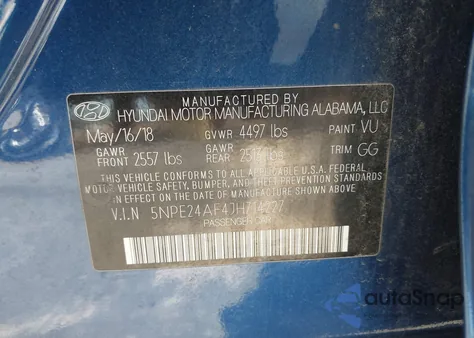 MANUFACTURED BY
HYUNDAI MOTOR MANUFACTURING ALABAMA, LLC
May/16/18 GVWR 4497 lbs PAINT VU
GAWR FRONT 2557 lbs GAWR REAR lbs TRIM GG
THIS VEHICLE CONFORMS TO ALL APPLICABLE U.S.A FEDERAL
MOTOR VEHICLE SAFETY, BUMPER, AND THEFT PREVENTION
STANDARDS IN EFFECT ON THE DATE OF MANUFACTURE SHOWN ABOVE.
V.I.N
PASSENGER CAR
autoSnap